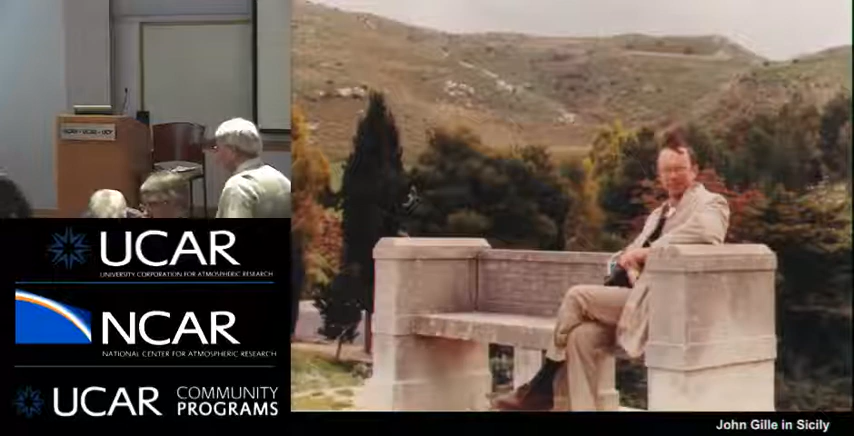 UCAR
UNIVERSITY CORPORATION FOR ATMOSPHERIC RESEARCH
NCAR
NATIONAL CENTER FOR ATMOSPHERIC RESEARCH
UCAR COMMUNITY
PROGRAMS
John Gille in Sicily